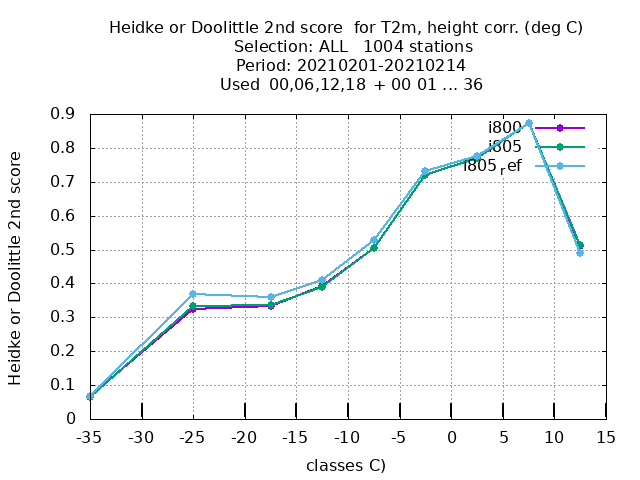 Heidke or Doolittle 2nd score  for T2m, height corr. (deg C)
Selection: ALL   1004 stations
Period: 20210201-20210214
Used  00,06,12,18  + 00 01 ... 36
0.9
0.8
0.7
0.6
0.5
0.4
0.3
0.2
0.1
0
Heidke or Doolittle 2nd score
i800
i805
i805ref
-35 -30 -25 -20 -15 -10 -5 0 5 10 15
classes C)